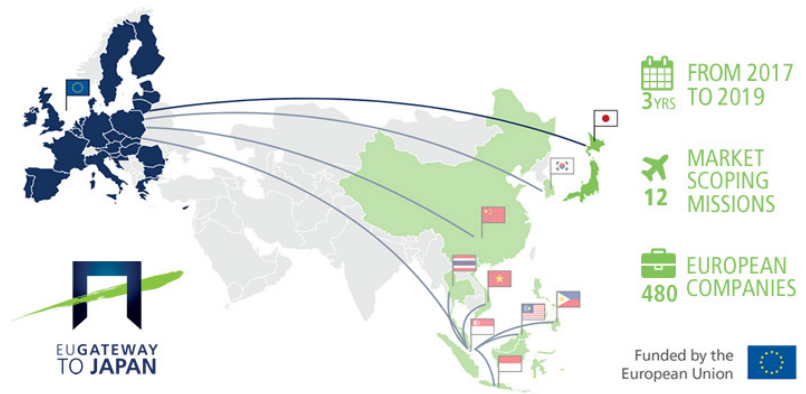 3YRS
FROM 2017
TO 2019
12
MARKET
SCOPING
MISSIONS
480
EUROPEAN
COMPANIES
EUGATEWAY
TO JAPAN
Funded by the
European Union